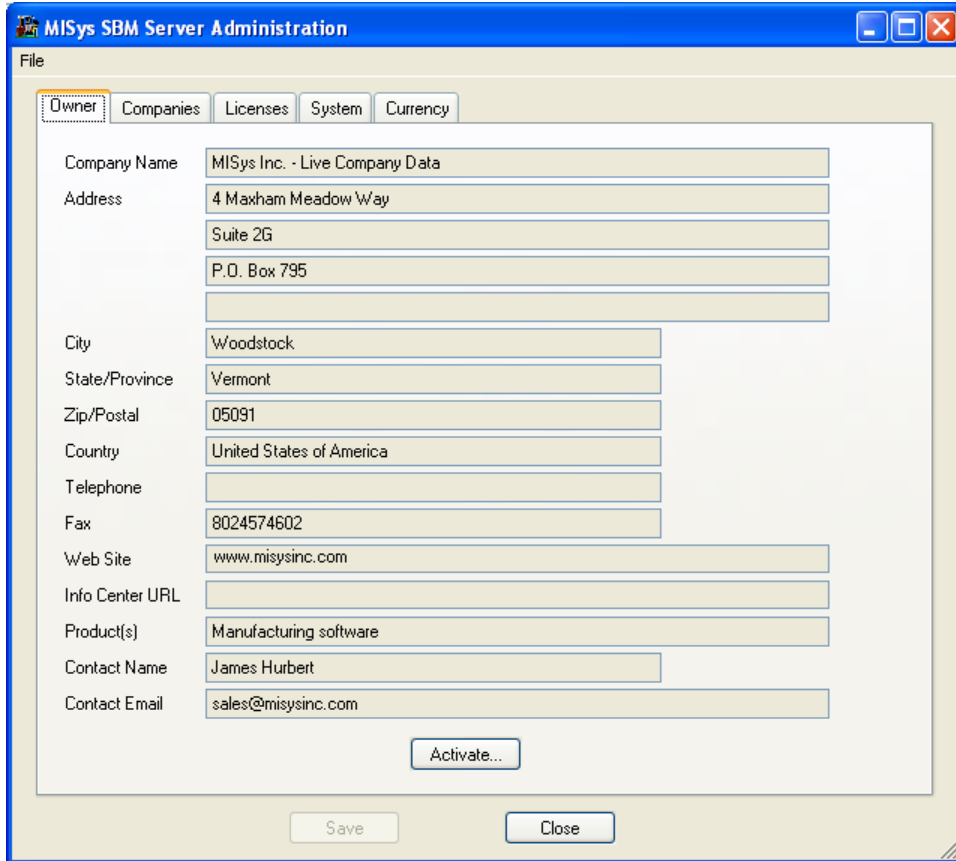 MISys SBM Server Administration
File
Owner Companies Licenses System Currency
Company Name MISys Inc. - Live Company Data
Address 4 Maxham Meadow Way
Suite 2G
P.O. Box 795
City Woodstock
State/Province Vermont
Zip/Postal 05091
Country United States of America
Telephone
Fax 8024574602
Web Site www.misysinc.com
Info Center URL
Product(s) Manufacturing software
Contact Name James Hurbert
Contact Email sales@misysinc.com
Activate...
Save Close